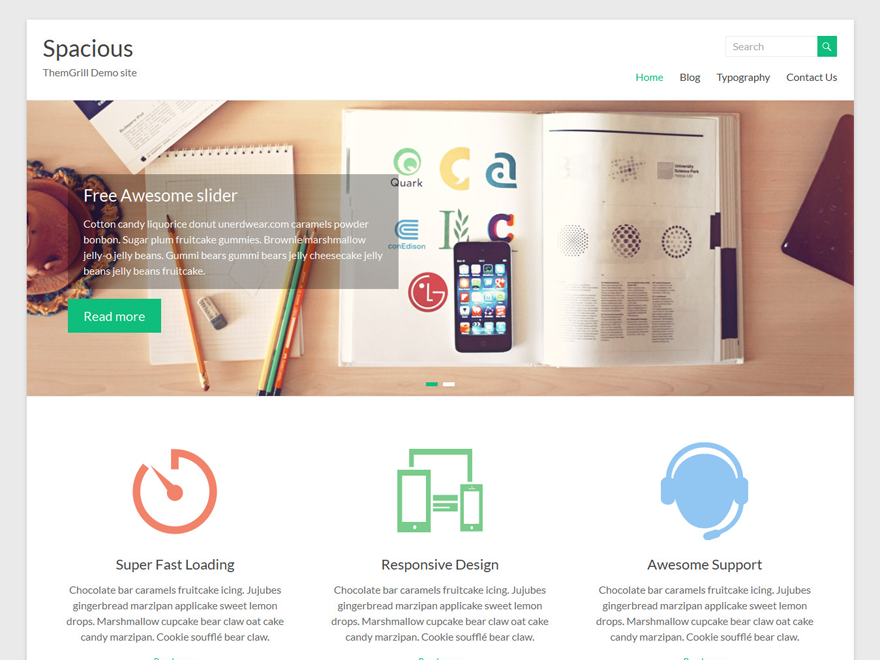 Spacious
ThemGrill Demo site
Search
Home Blog Typography Contact Us
Free Awesome slider
Cotton candy liquorice donut unerdwear.com caramels powder
bonbon. Sugar plum fruitcake gummies. Brownie marshmallow
jelly-o jelly beans. Gummi bears gummi bears jelly cheesecake jelly
beans jelly beans fruitcake.
Read more
Quark
conEdison
University
Science Park
Super Fast Loading
Chocolate bar caramels fruitcake icing. Jujubes
gingerbread marzipan applicake sweet lemon
drops. Marshmallow cupcake bear claw oat cake
candy marzipan. Cookie soufflé bear claw.
Responsive Design
Chocolate bar caramels fruitcake icing. Jujubes
gingerbread marzipan applicake sweet lemon
drops. Marshmallow cupcake bear claw oat cake
candy marzipan. Cookie soufflé bear claw.
Awesome Support
Chocolate bar caramels fruitcake icing. Jujubes
gingerbread marzipan applicake sweet lemon
drops. Marshmallow cupcake bear claw oat cake
candy marzipan. Cookie soufflé bear claw.